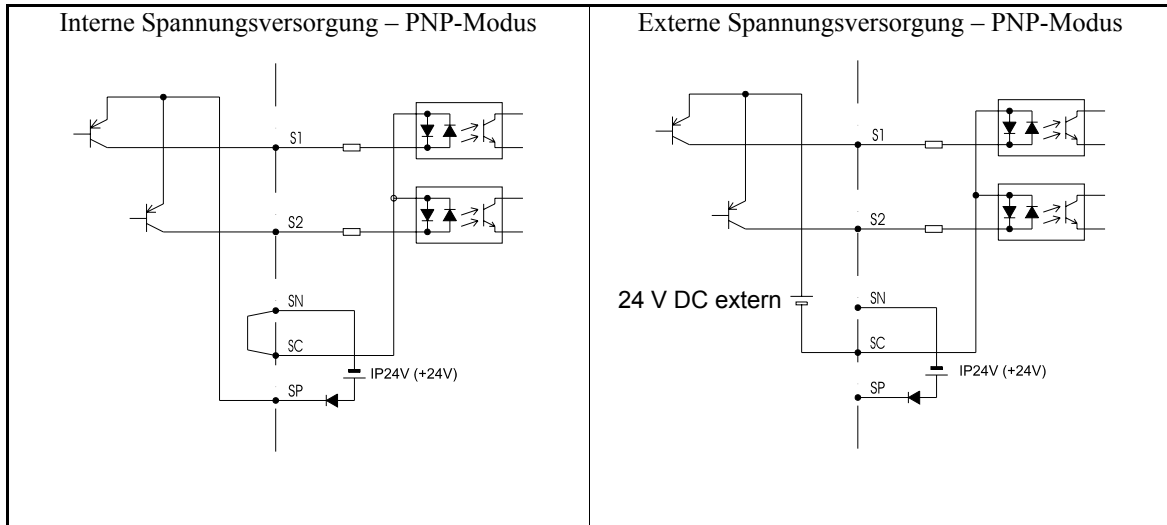 Interne Spannungsversorgung – PNP-Modus
S1
S2
SN
SC
IP24V (+24V)
SP
Externe Spannungsversorgung – PNP-Modus
S1
S2
24 V DC extern
SN
SC
IP24V (+24V)
SP